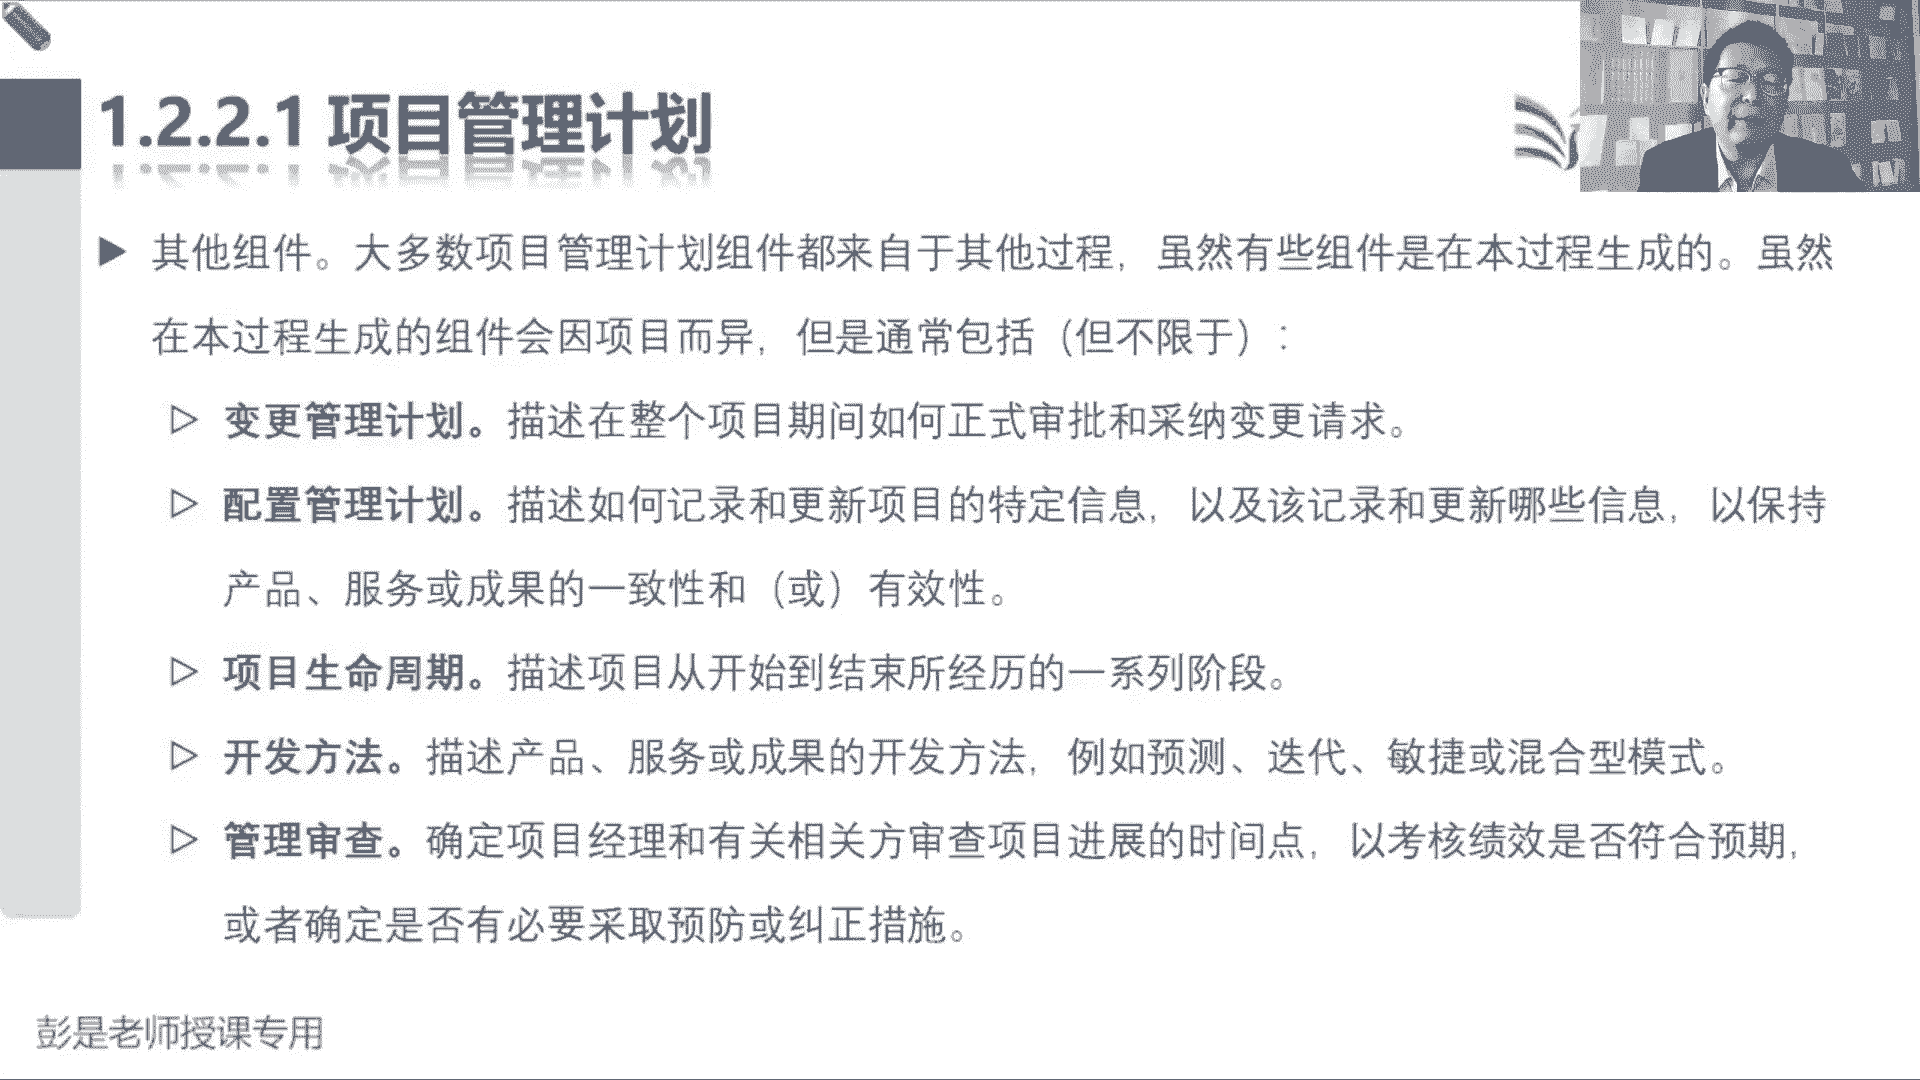 1.2.2.1 项目管理计划
其他组件。大多数项目管理计划组件都来自于其他过程，虽然有些组件是在本过程生成的。虽然
在本过程生成的组件会因项目而异，但是通常包括（但不限于）：
变更管理计划。描述在整个项目期间如何正式审批和采纳变更请求。
配置管理计划。描述如何记录和更新项目的特定信息，以及该记录和更新哪些信息，以保持
产品、服务或成果的一致性和（或）有效性。
项目生命周期。描述项目从开始到结束所经历的一系列阶段。
开发方法。描述产品、服务或成果的开发方法，例如预测、迭代、敏捷或混合型模式。
管理审查。确定项目经理和有关相关方审查项目进展的时间点，以考核绩效是否符合预期，
或者确定是否有必要采取预防或纠正措施。
彭是老师授课专用